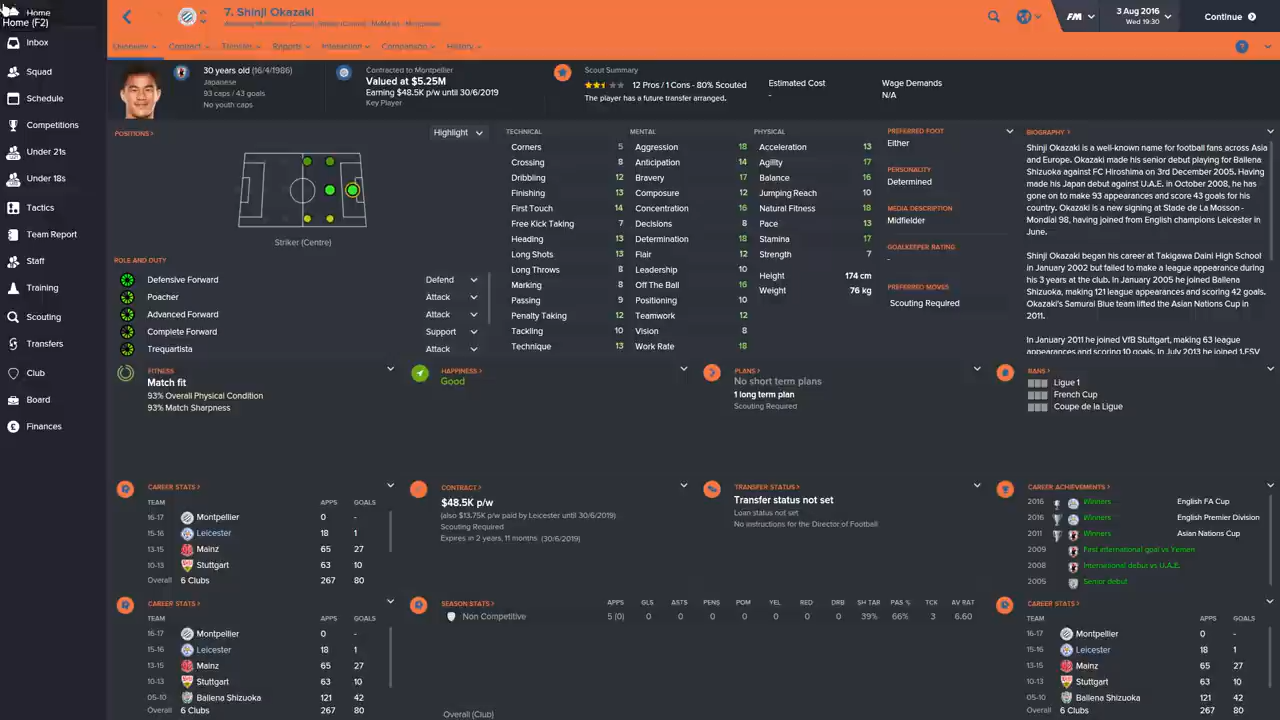 Home
Home [F2]
Inbox
Squad
Schedule
Competitions
Under 21s
Under 18s
Tactics
Team Report
Staff
Training
Scouting
Transfers
Club
Board
Finances
7. Shinji Okazaki
FM
3 Aug 2016
Wed 19:30
Continue
Overview
Contract
Transfer
Reports
Interaction
Comparison
History
30 years old (16/4/1986)
Japanese
93 caps / 43 goals
No youth caps
Contracted to Montpellier
Valued at $5.25M
Earning $48.5K p/w until 30/6/2019
Key Player
Scout Summary
12 Pros / 1 Cons - 80% Scouted
The player has a future transfer arranged.
Estimated Cost
-
Wage Demands
N/A
POSITIONS>
Highlight
Striker (Centre)
ROLE AND DUTY
Defensive Forward Defend
Poacher Attack
Advanced Forward Attack
Complete Forward Support
Trequartista Attack
TECHNICAL
Corners 5
Crossing 8
Dribbling 12
Finishing 13
First Touch 14
Free Kick Taking 7
Heading 13
Long Shots 13
Long Throws 8
Marking 8
Passing 9
Penalty Taking 12
Tackling 10
Technique 13
MENTAL
Aggression 18
Anticipation 14
Bravery 17
Composure 12
Concentration 16
Decisions 8
Determination 18
Flair 12
Leadership 10
Off The Ball 16
Positioning 10
Teamwork 12
Vision 8
Work Rate 18
PHYSICAL
Acceleration 13
Agility 17
Balance 16
Jumping Reach 10
Natural Fitness 18
Pace 13
Stamina 17
Strength 7
Height 174 cm
Weight 76 kg
PREFERRED FOOT
Either
PERSONALITY
Determined
MEDIA DESCRIPTION
Midfielder
GOALKEEPER RATING
-
PREFERRED MOVES
Scouting Required
BIOGRAPHY >
Shinji Okazaki is a well-known name for football fans across Asia
and Europe. Okazaki made his senior debut playing for Ballena
Shizuoka against FC Hiroshima on 3rd December 2005. Having
made his Japan debut against U.A.E. in October 2008, he has
gone on to make 93 appearances and score 43 goals for his
country. Okazaki is a new signing at Stade de La Mosson -
Mondial 98, having joined from English champions Leicester in
June.
Shinji Okazaki began his career at Takigawa Daini High School
in January 2002 but failed to make a league appearance during
his 3 years at the club. In January 2005 he joined Ballena
Shizuoka, making 121 league appearances and scoring 42 goals.
Okazaki's Samurai Blue team lifted the Asian Nations Cup in
2011.
In January 2011 he joined VfB Stuttgart, making 63 league
appearances and scoring 10 goals. In July 2013 he joined 1.FSV
FITNESS
Match fit
93% Overall Physical Condition
93% Match Sharpness
HAPPINESS>
Good
PLANS>
No short term plans
1 long term plan
Scouting Required
BANS>
Ligue 1
French Cup
Coupe de la Ligue
CAREER STATS >
TEAM APPS GOALS
16-17 Montpellier 0 -
15-16 Leicester 18 1
13-15 Mainz 65 27
10-13 Stuttgart 63 10
Overall 6 Clubs 267 80
CONTRACT>
$48.5K p/w
(also $13.75K p/w paid by Leicester until 30/6/2019)
Scouting Required
Expires in 2 years, 11 months (30/6/2019)
TRANSFER STATUS>
Transfer status not set
Loan status not set
No instructions for the Director of Football
CAREER ACHIEVEMENTS>
2016 Winners English FA Cup
2016 Winners English Premier Division
2011 Winners Asian Nations Cup
2009 First international goal vs Yemen
2008 International debut vs U.A.E.
2005 Senior debut
CAREER STATS >
TEAM APPS GOALS
16-17 Montpellier 0 -
15-16 Leicester 18 1
13-15 Mainz 65 27
10-13 Stuttgart 63 10
05-10 Ballena Shizuoka 121 42
Overall 6 Clubs 267 80
SEASON STATS> APPS GLS ASTS PENS POM YEL RED DRB SH TAR PAS % TCK AV RAT
Non Competitive 5 (0) 0 0 0 0 0 0 0 39% 66% 3 6.60
Overall (Club)
CAREER STATS >
TEAM APPS GOALS
16-17 Montpellier 0 -
15-16 Leicester 18 1
13-15 Mainz 65 27
10-13 Stuttgart 63 10
05-10 Ballena Shizuoka 121 42
Overall 6 Clubs 267 80